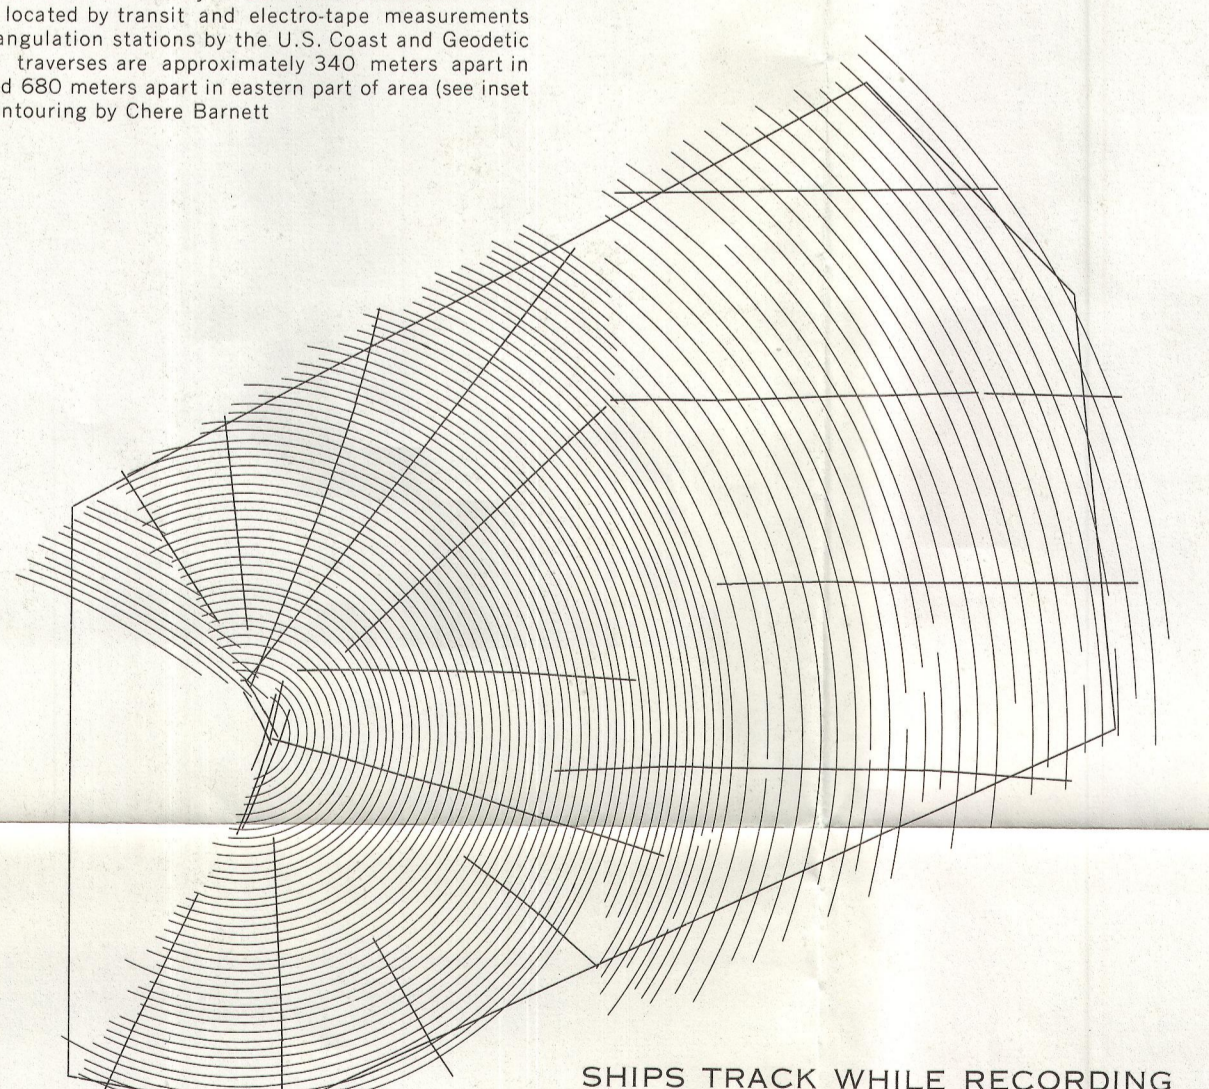 located by transit and electro-tape measurements
angulation stations by the U.S. Coast and Geodetic
traverses are approximately 340 meters apart in
d 680 meters apart in eastern part of area (see inset
ntouring by Chere Barnett
SHIPS TRACK WHILE RECORDING